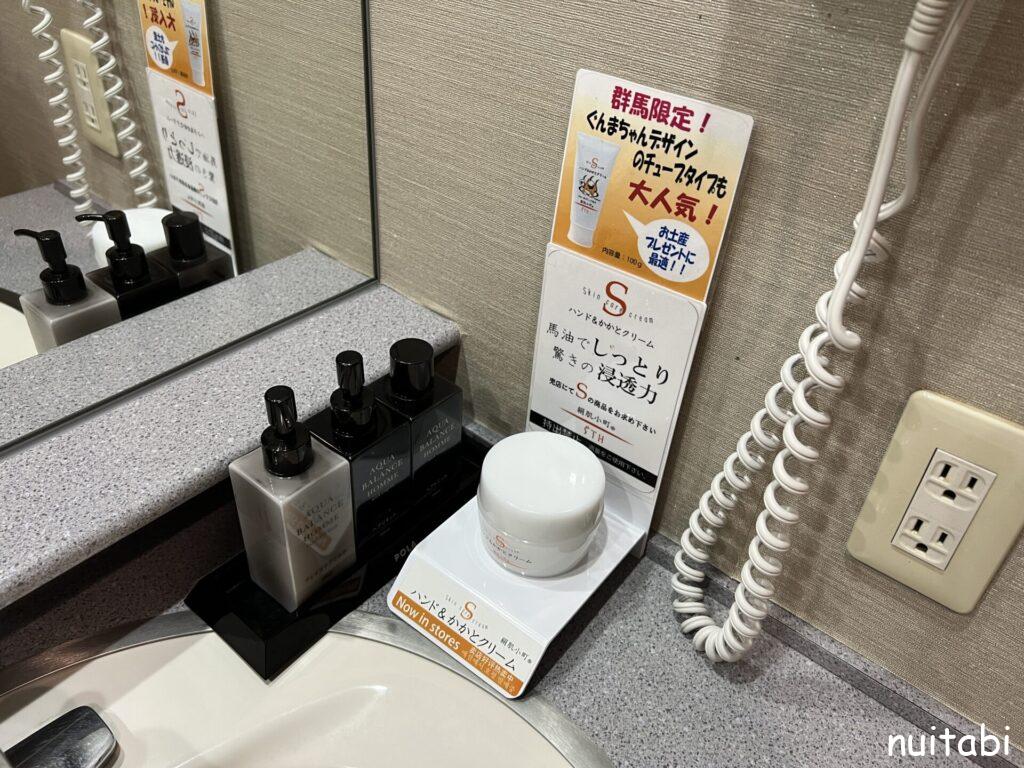 群馬限定！
ぐんまちゃんデザイン
のチューブタイプも
大人気！
お土産
プレゼントに
最適！！
内容量：100g
S
Skin Care cream
ハンド&かかとクリーム
馬油でしっとり
驚きの浸透力
売店にてSの商品をお求め下さい
絹肌小町®
STH
AQUA
BALANCE
HOMME
AQUA
BALANCE
HOMME
AQUA
BALANCE
POLA
S
ハンド&かかとクリーム
絹肌小町®
Now in stores
nuitabi